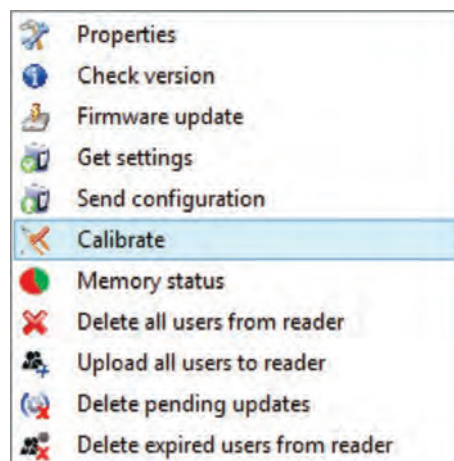 Properties
Check version
Firmware update
Get settings
Send configuration
Calibrate
Memory status
Delete all users from reader
Upload all users to reader
Delete pending updates
Delete expired users from reader